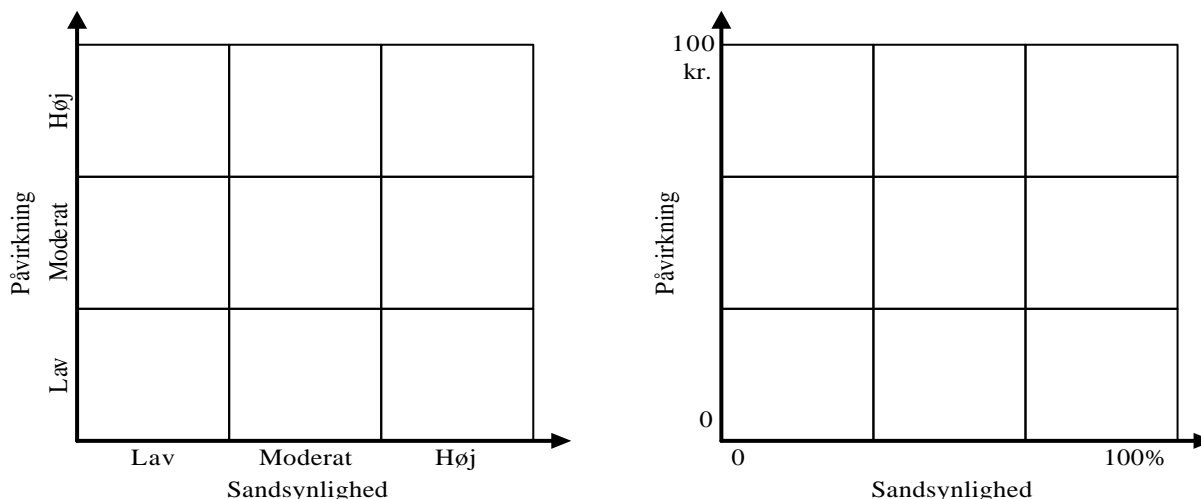 Påvirkning
Høj
Moderat
Lav
Lav Moderat Høj
Sandsynlighed
100
kr.
Påvirkning
0
0 100%
Sandsynlighed